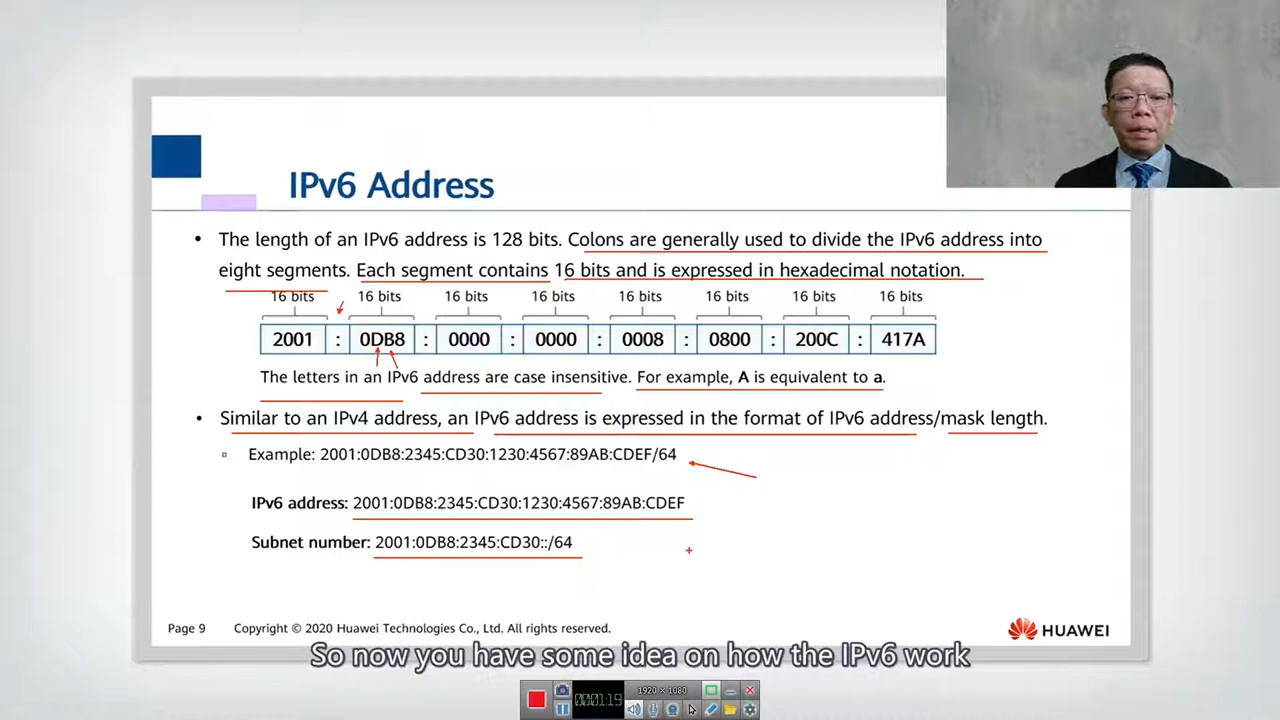 IPv6 Address
• The length of an IPv6 address is 128 bits. Colons are generally used to divide the IPv6 address into
eight segments. Each segment contains 16 bits and is expressed in hexadecimal notation.
16 bits 16 bits 16 bits 16 bits 16 bits 16 bits 16 bits 16 bits
2001 : 0DB8 : 0000 : 0000 : 0008 : 0800 : 200C : 417A
The letters in an IPv6 address are case insensitive. For example, A is equivalent to a.
• Similar to an IPv4 address, an IPv6 address is expressed in the format of IPv6 address/mask length.
Example: 2001:0DB8:2345:CD30:1230:4567:89AB:CDEF/64
IPv6 address: 2001:0DB8:2345:CD30:1230:4567:89AB:CDEF
Subnet number: 2001:0DB8:2345:CD30::/64
Page 9 Copyright © 2020 Huawei Technologies Co., Ltd. All rights reserved.
HUAWEI
So now you have some idea on how the IPv6 work
0001:19 1920 × 1080